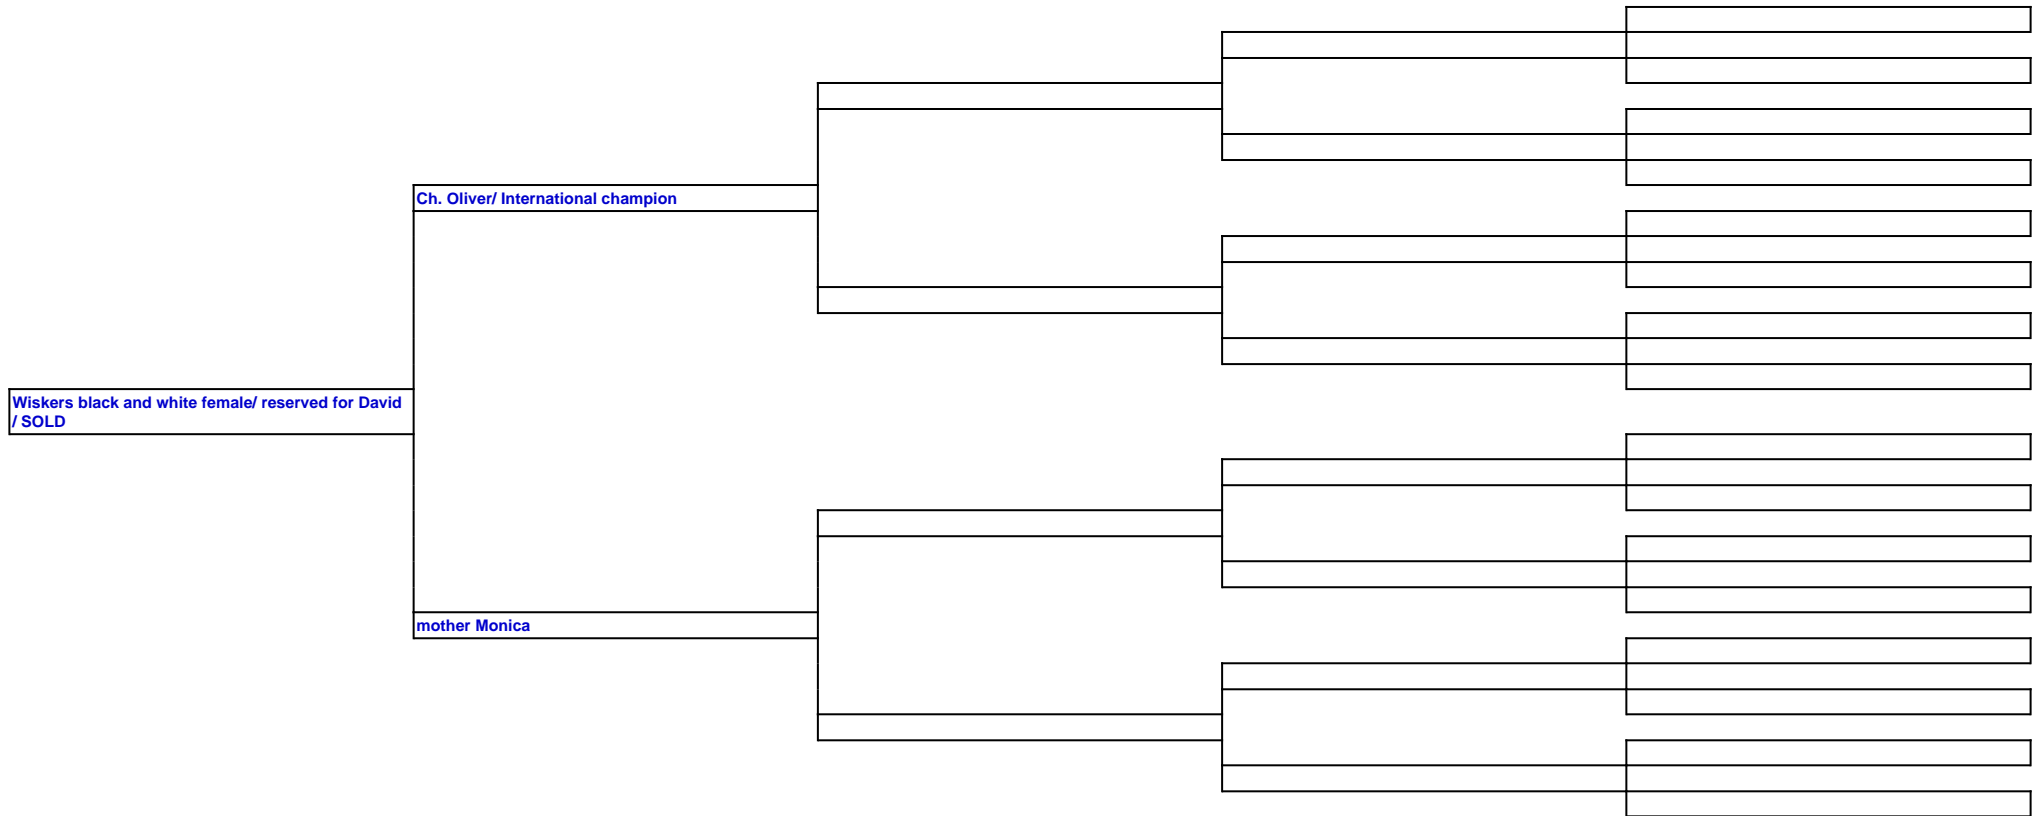 Ch. Oliver/ International champion
Wiskers black and white female/ reserved for David
/ SOLD
mother Monica